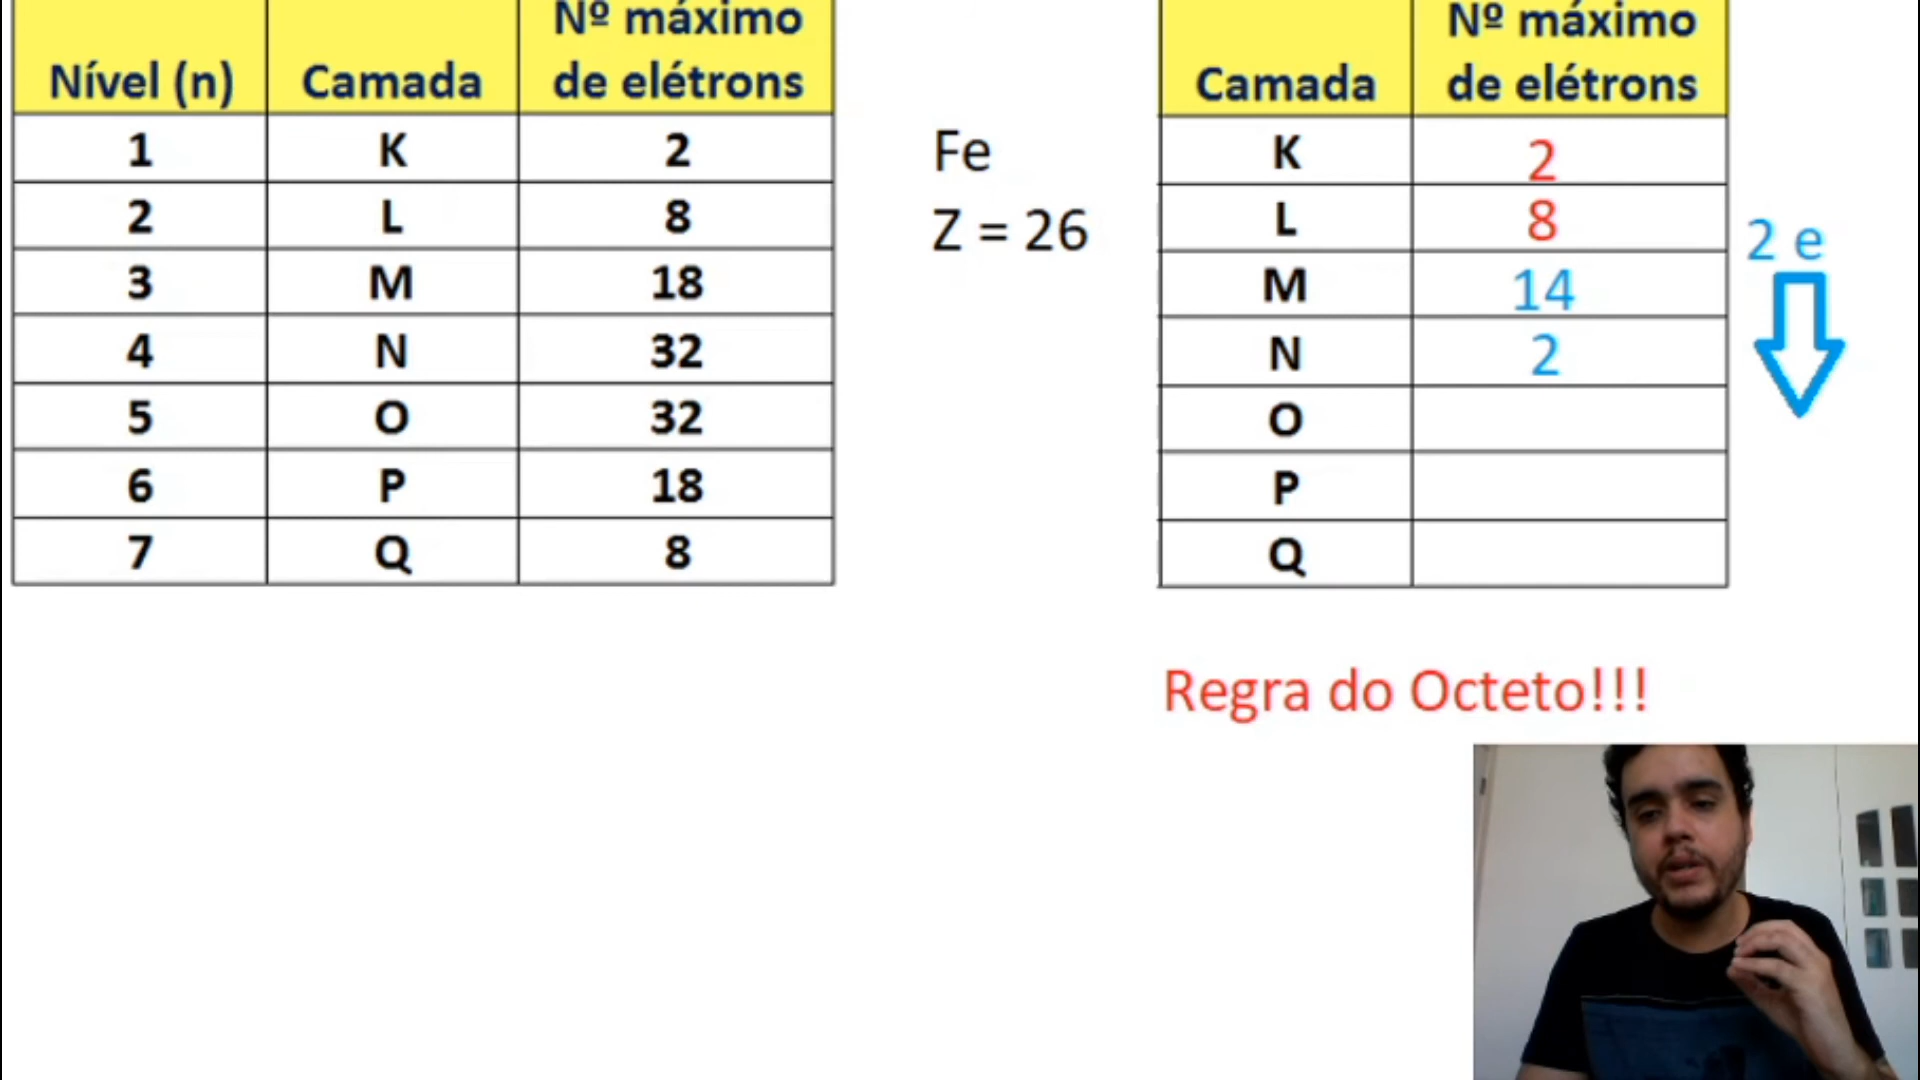 Nível (n) Camada Nº máximo de elétrons
1 K 2
2 L 8
3 M 18
4 N 32
5 O 32
6 P 18
7 Q 8
Fe
Z = 26
Camada Nº máximo de elétrons
K 2
L 8
M 14
N 2
O
P
Q
2 e
Regra do Octeto!!!